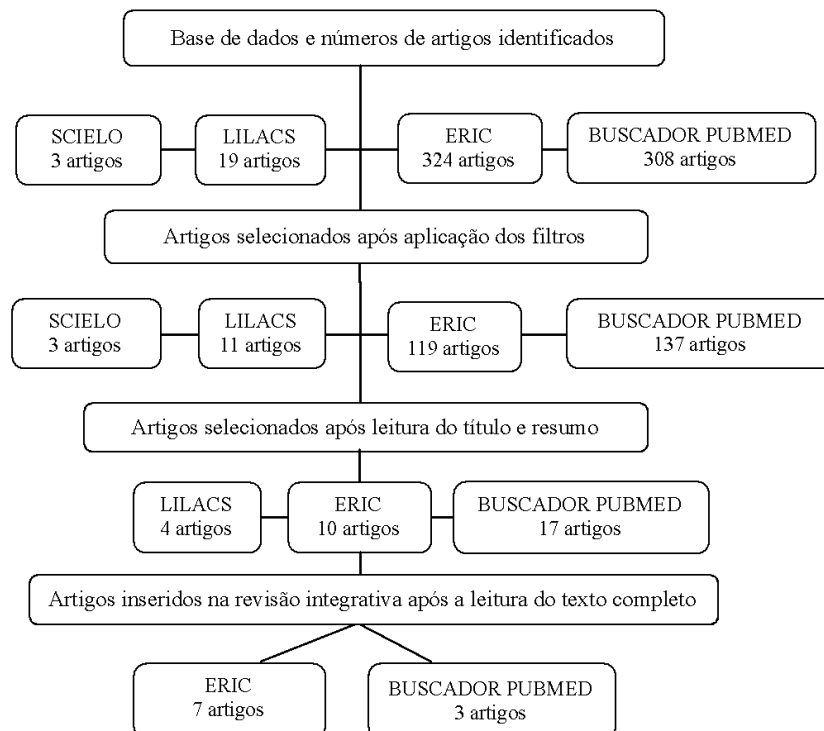 Base de dados e números de artigos identificados
SCIELO
3 artigos
LILACS
19 artigos
ERIC
324 artigos
BUSCADOR PUBMED
308 artigos
Artigos selecionados após aplicação dos filtros
SCIELO
3 artigos
LILACS
11 artigos
ERIC
119 artigos
BUSCADOR PUBMED
137 artigos
Artigos selecionados após leitura do título e resumo
LILACS
4 artigos
ERIC
10 artigos
BUSCADOR PUBMED
17 artigos
Artigos inseridos na revisão integrativa após a leitura do texto completo
ERIC
7 artigos
BUSCADOR PUBMED
3 artigos